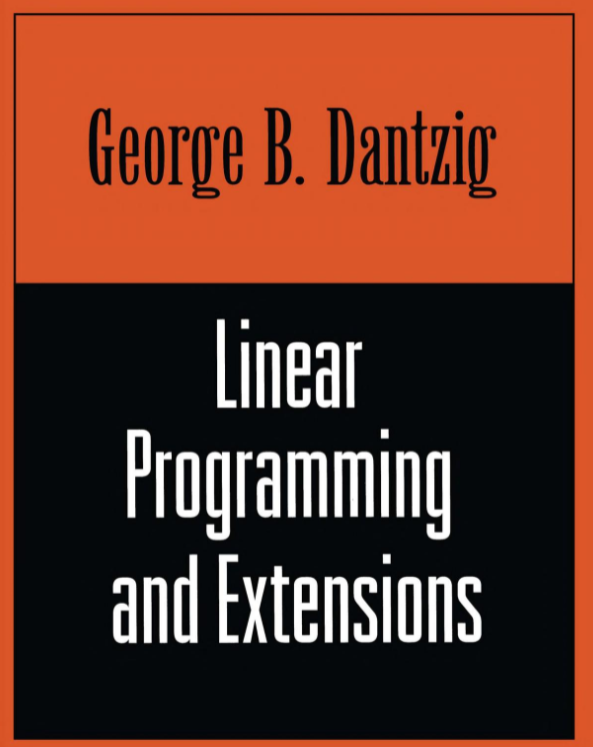 George B. Dantzig
Linear
Programming
and Extensions